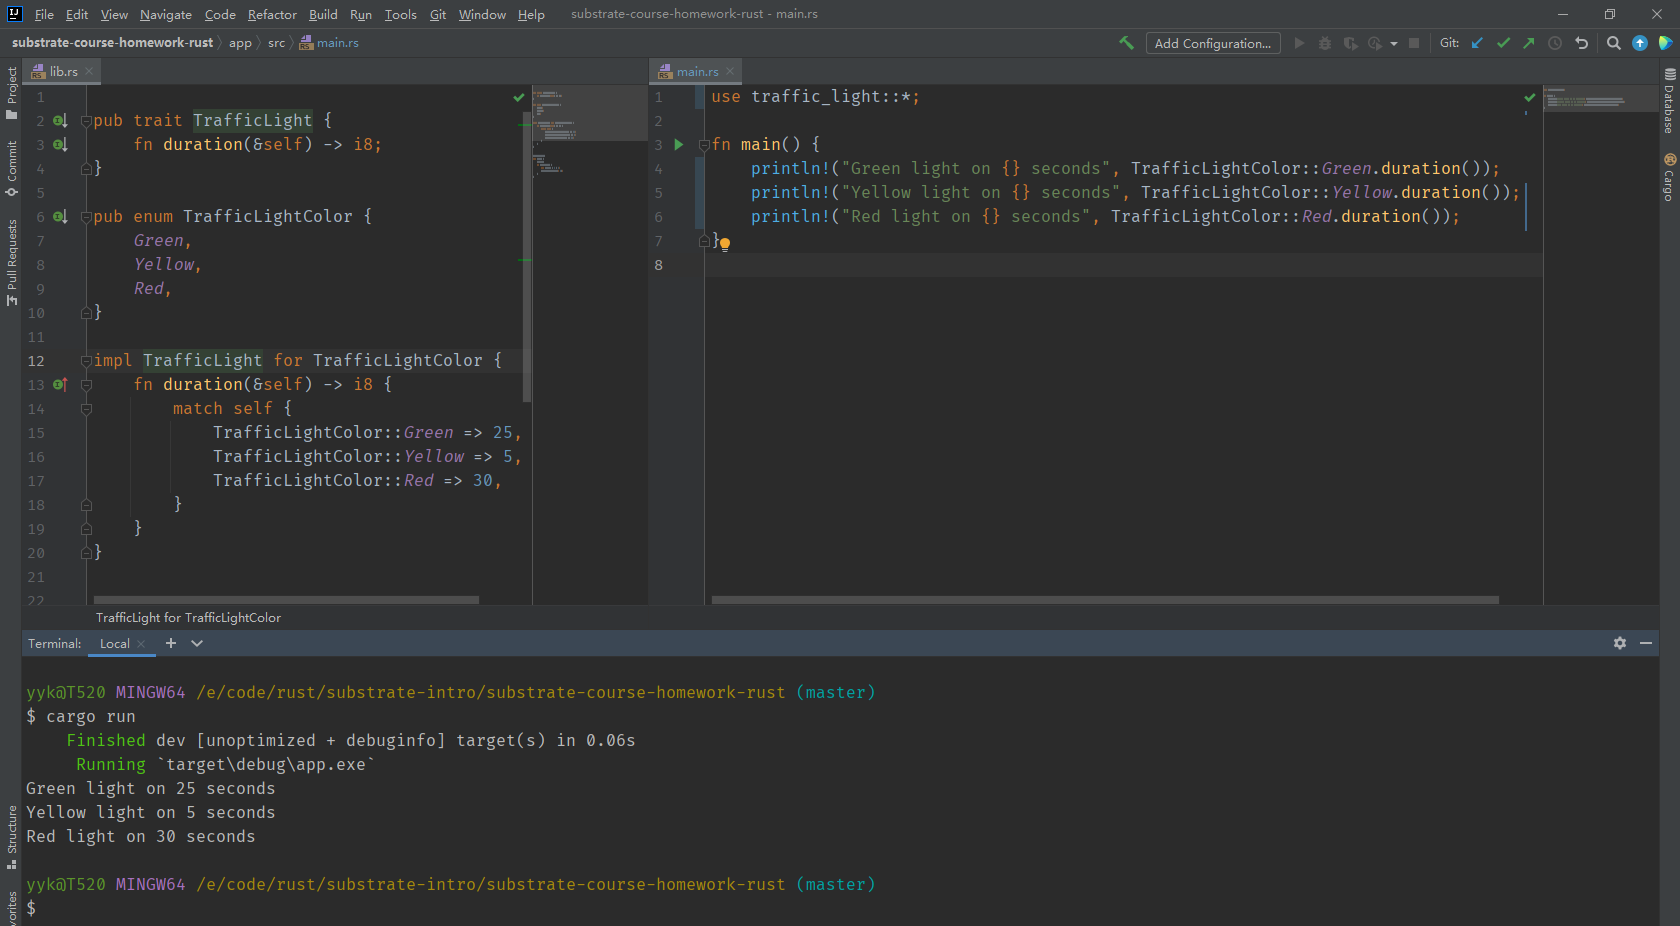 File Edit View Navigate Code Refactor Build Run Tools Git Window Help substrate-course-homework-rust - main.rs
substrate-course-homework-rust app src main.rs
Add Configuration...
Git:
Project
Commit
Pull Requests
Structure
Database
Cargo
lib.rs
1
2 pub trait TrafficLight {
3 fn duration(&self) -> i8;
4 }
5
6 pub enum TrafficLightColor {
7 Green,
8 Yellow,
9 Red,
10 }
11
12 impl TrafficLight for TrafficLightColor {
13 fn duration(&self) -> i8 {
14 match self {
15 TrafficLightColor::Green => 25,
16 TrafficLightColor::Yellow => 5,
17 TrafficLightColor::Red => 30,
18 }
19 }
20 }
21
22
main.rs
1 use traffic_light::*;
2
3 fn main() {
4 println!("Green light on {} seconds", TrafficLightColor::Green.duration());
5 println!("Yellow light on {} seconds", TrafficLightColor::Yellow.duration());
6 println!("Red light on {} seconds", TrafficLightColor::Red.duration());
7 }
8
TrafficLight for TrafficLightColor
Terminal: Local
yyk@T520 MINGW64 /e/code/rust/substrate-intro/substrate-course-homework-rust (master)
$ cargo run
Finished dev [unoptimized + debuginfo] target(s) in 0.06s
Running `target\debug\app.exe`
Green light on 25 seconds
Yellow light on 5 seconds
Red light on 30 seconds
yyk@T520 MINGW64 /e/code/rust/substrate-intro/substrate-course-homework-rust (master)
$